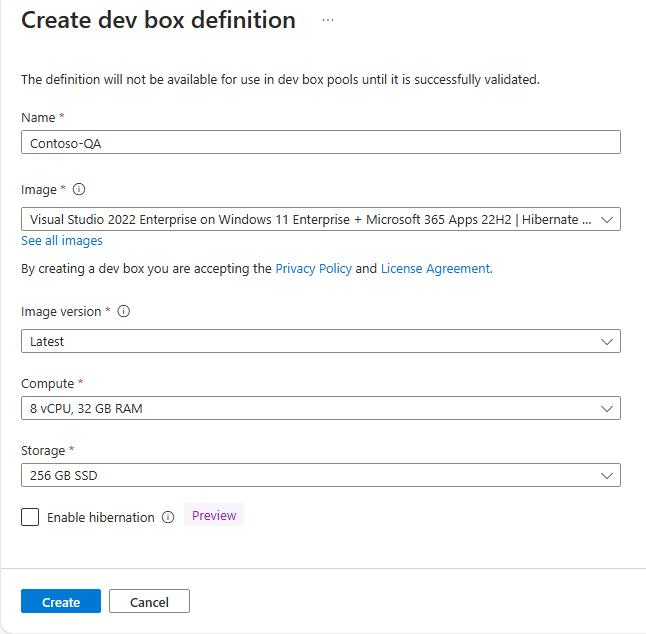 Create dev box definition ...
The definition will not be available for use in dev box pools until it is successfully validated.
Name *
Contoso-QA
Image *
Visual Studio 2022 Enterprise on Windows 11 Enterprise + Microsoft 365 Apps 22H2 | Hibernate ...
See all images
By creating a dev box you are accepting the Privacy Policy and License Agreement.
Image version *
Latest
Compute *
8 vCPU, 32 GB RAM
Storage *
256 GB SSD
Enable hibernation Preview
Create Cancel